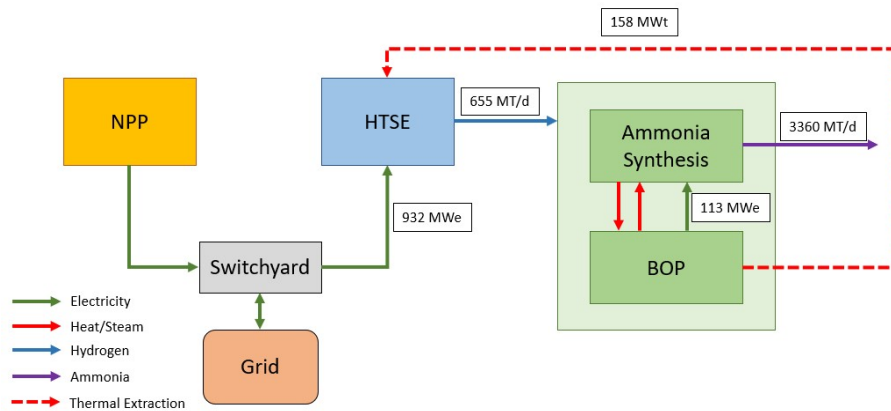 158 MWt
NPP
HTSE
655 MT/d
Ammonia
Synthesis
3360 MT/d
932 MWe
113 MWe
Switchyard
BOP
Grid
Electricity
Heat/Steam
Hydrogen
Ammonia
Thermal Extraction